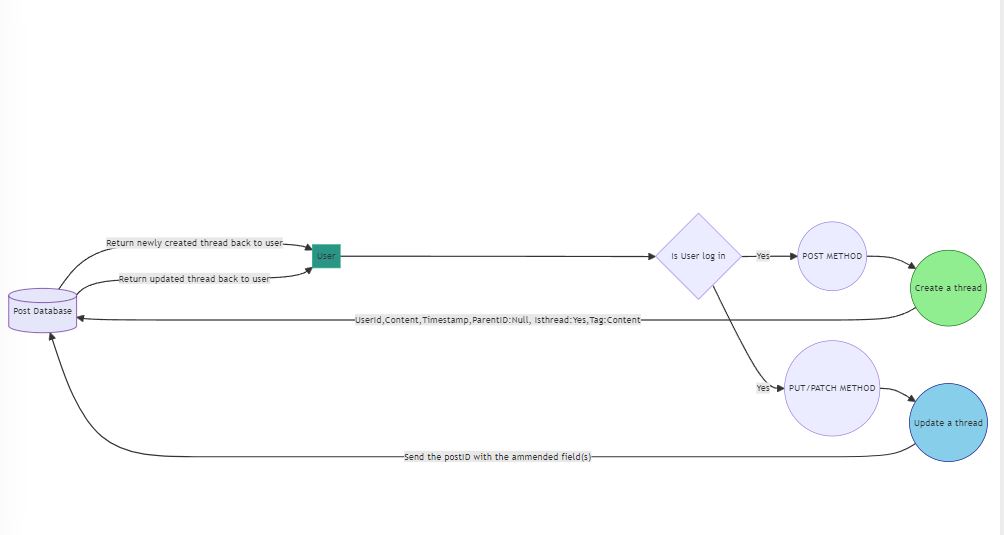 Return newly created thread back to user
User
Is User log in
Yes
POST METHOD
Return updated thread back to user
Create a thread
Post Database
UserId,Content,Timestamp,ParentID:Null, Isthread:Yes,Tag:Content
Yes
PUT/PATCH METHOD
Update a thread
Send the postID with the ammended field(s)